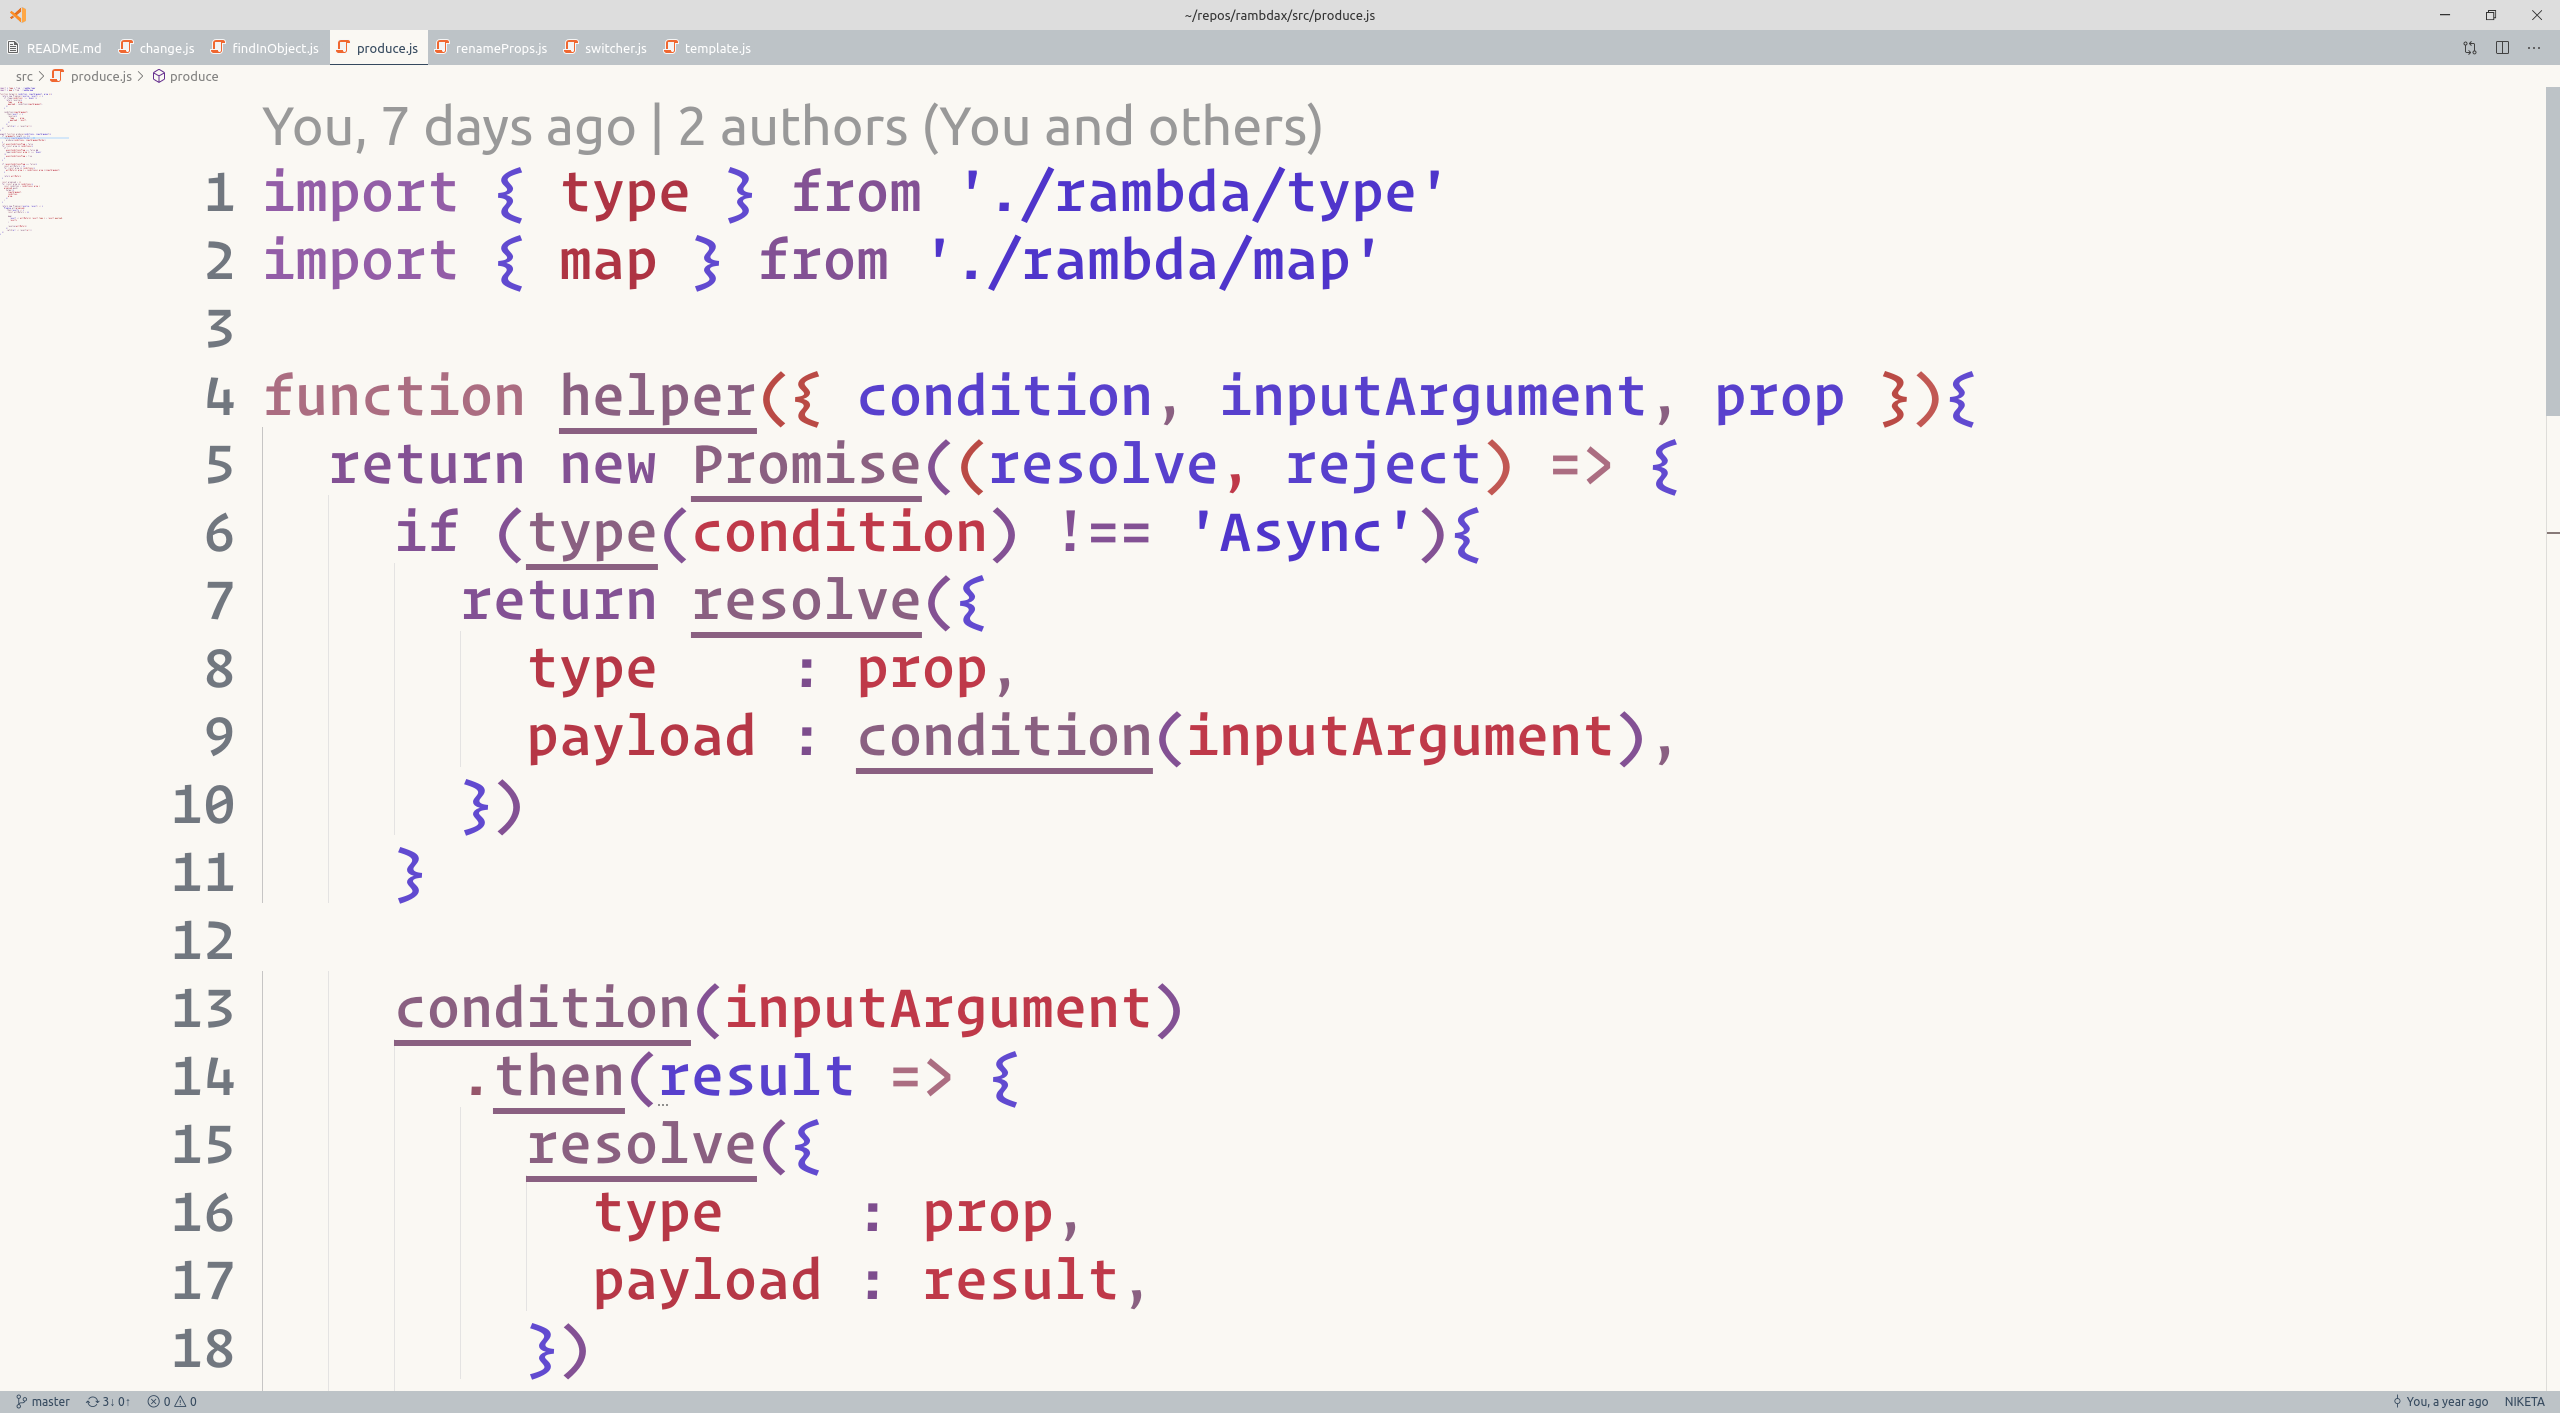 ~/repos/rambdax/src/produce.js
README.md change.js findInObject.js produce.js renameProps.js switcher.js template.js ···
src > produce.js > produce
You, 7 days ago | 2 authors (You and others)
1 import { type } from './rambda/type'
2 import { map } from './rambda/map'
3
4 function helper({ condition, inputArgument, prop }){
5   return new Promise((resolve, reject) => {
6     if (type(condition) !== 'Async'){
7       return resolve({
8         type    : prop,
9         payload : condition(inputArgument),
10       })
11     }
12
13     condition(inputArgument)
14       .then(result => {
15         resolve({
16           type    : prop,
17           payload : result,
18         })
master 3↓ 0↑ 0 0 You, a year ago NIKETA